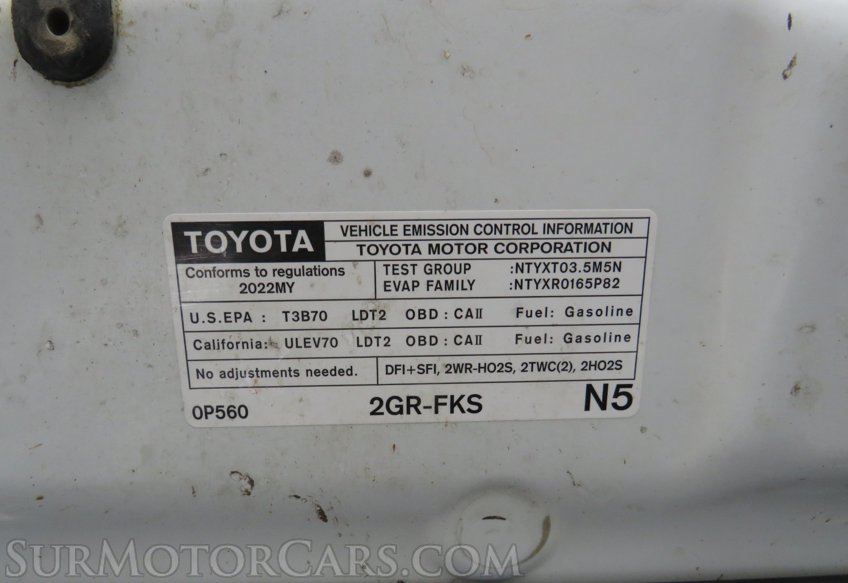 TOYOTA
VEHICLE EMISSION CONTROL INFORMATION
TOYOTA MOTOR CORPORATION
Conforms to regulations
2022MY
TEST GROUP :NTYXT03.5M5N
EVAP FAMILY :NTYXR0165P82
U.S.EPA : T3B70 LDT2 OBD : CAII Fuel: Gasoline
California: ULEV70 LDT2 OBD : CAII Fuel: Gasoline
No adjustments needed. DFI+SFI, 2WR-HO2S, 2TWC(2), 2HO2S
0P560 2GR-FKS N5
SURMOTORCARS.COM